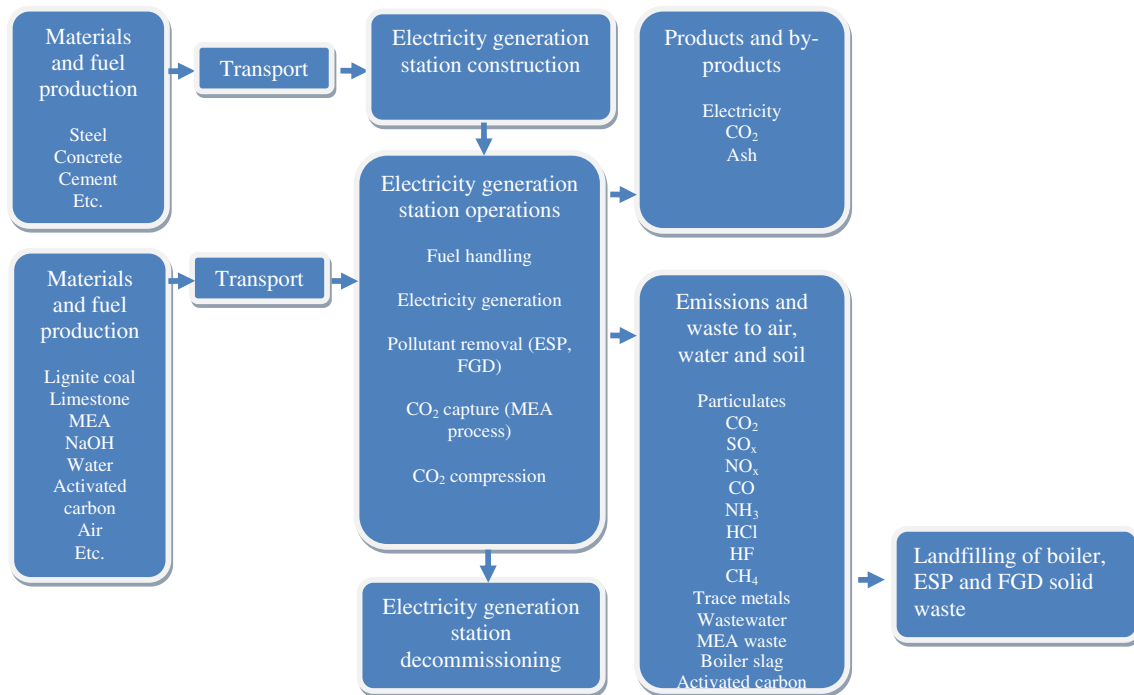 Materials
and fuel
production
Steel
Concrete
Cement
Etc.
Transport
Electricity generation
station construction
Products and by-
products
Electricity
CO₂
Ash
Materials
and fuel
production
Lignite coal
Limestone
MEA
NaOH
Water
Activated
carbon
Air
Etc.
Transport
Electricity generation
station operations
Fuel handling
Electricity generation
Pollutant removal (ESP,
FGD)
CO₂ capture (MEA
process)
CO₂ compression
Emissions and
waste to air,
water and soil
Particulates
CO₂
SOₓ
NOₓ
CO
NH₃
HCl
HF
CH₄
Trace metals
Wastewater
MEA waste
Boiler slag
Activated carbon
Landfilling of boiler,
ESP and FGD solid
waste
Electricity generation
station
decommissioning